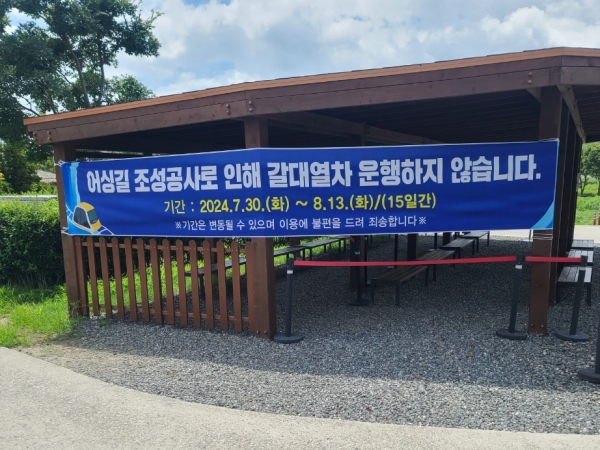 어싱길 조성공사로 인해 갈대열차 운행하지 않습니다.
기간 : 2024.7.30.(화) ~ 8.13.(화)/(15일간)
※기간은 변동될 수 있으며 이용에 불편을 드려 죄송합니다※